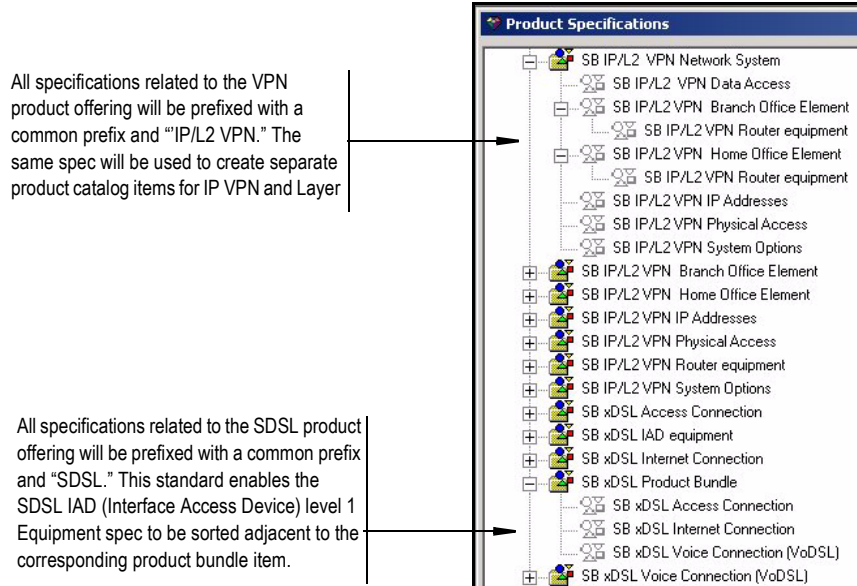 Product Specifications
All specifications related to the VPN
product offering will be prefixed with a
common prefix and “’IP/L2 VPN.” The
same spec will be used to create separate
product catalog items for IP VPN and Layer
SB IP/L2 VPN Network System
SB IP/L2 VPN Data Access
SB IP/L2 VPN Branch Office Element
SB IP/L2 VPN Router equipment
SB IP/L2 VPN Home Office Element
SB IP/L2 VPN Router equipment
SB IP/L2 VPN IP Addresses
SB IP/L2 VPN Physical Access
SB IP/L2 VPN System Options
SB IP/L2 VPN Branch Office Element
SB IP/L2 VPN Home Office Element
SB IP/L2 VPN IP Addresses
SB IP/L2 VPN Physical Access
SB IP/L2 VPN Router equipment
SB IP/L2 VPN System Options
SB xDSL Access Connection
SB xDSL IAD equipment
SB xDSL Internet Connection
SB xDSL Product Bundle
SB xDSL Access Connection
SB xDSL Internet Connection
SB xDSL Voice Connection (VoDSL)
SB xDSL Voice Connection (VoDSL)
All specifications related to the SDSL product
offering will be prefixed with a common prefix
and “SDSL.” This standard enables the
SDSL IAD (Interface Access Device) level 1
Equipment spec to be sorted adjacent to the
corresponding product bundle item.